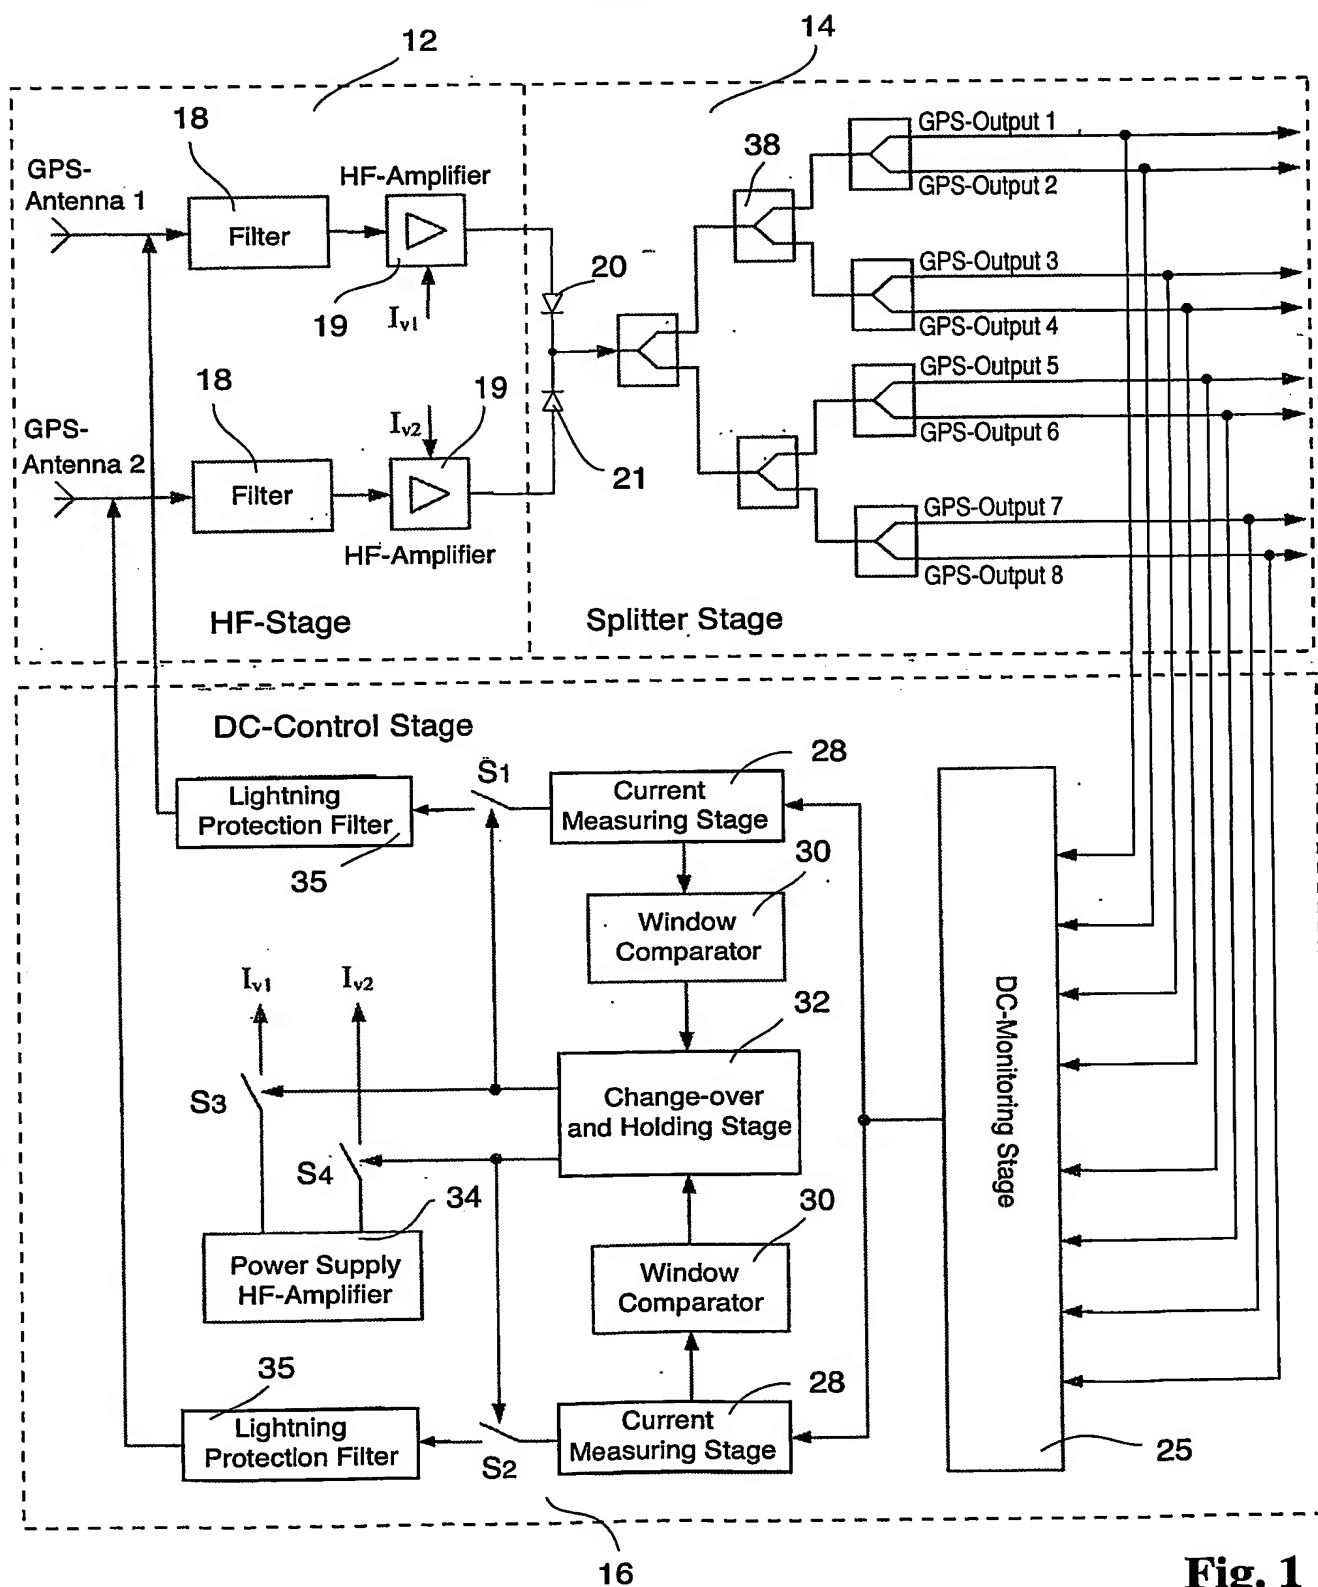 12
14
18
HF-Amplifier
GPS-
Antenna 1
Filter
19
Iv1
20
38
GPS-Output 1
GPS-Output 2
GPS-Output 3
GPS-Output 4
GPS-Output 5
GPS-Output 6
GPS-Output 7
GPS-Output 8
18
Iv2
19
21
GPS-
Antenna 2
Filter
HF-Amplifier
HF-Stage
Splitter Stage
DC-Control Stage
S1
28
Lightning
Protection Filter
Current
Measuring Stage
35
30
Window
Comparator
Iv1
Iv2
32
S3
Change-over
and Holding Stage
S4
34
DC-Monitoring Stage
30
Power Supply
HF-Amplifier
Window
Comparator
35
28
Lightning
Protection Filter
S2
Current
Measuring Stage
25
16
Fig. 1